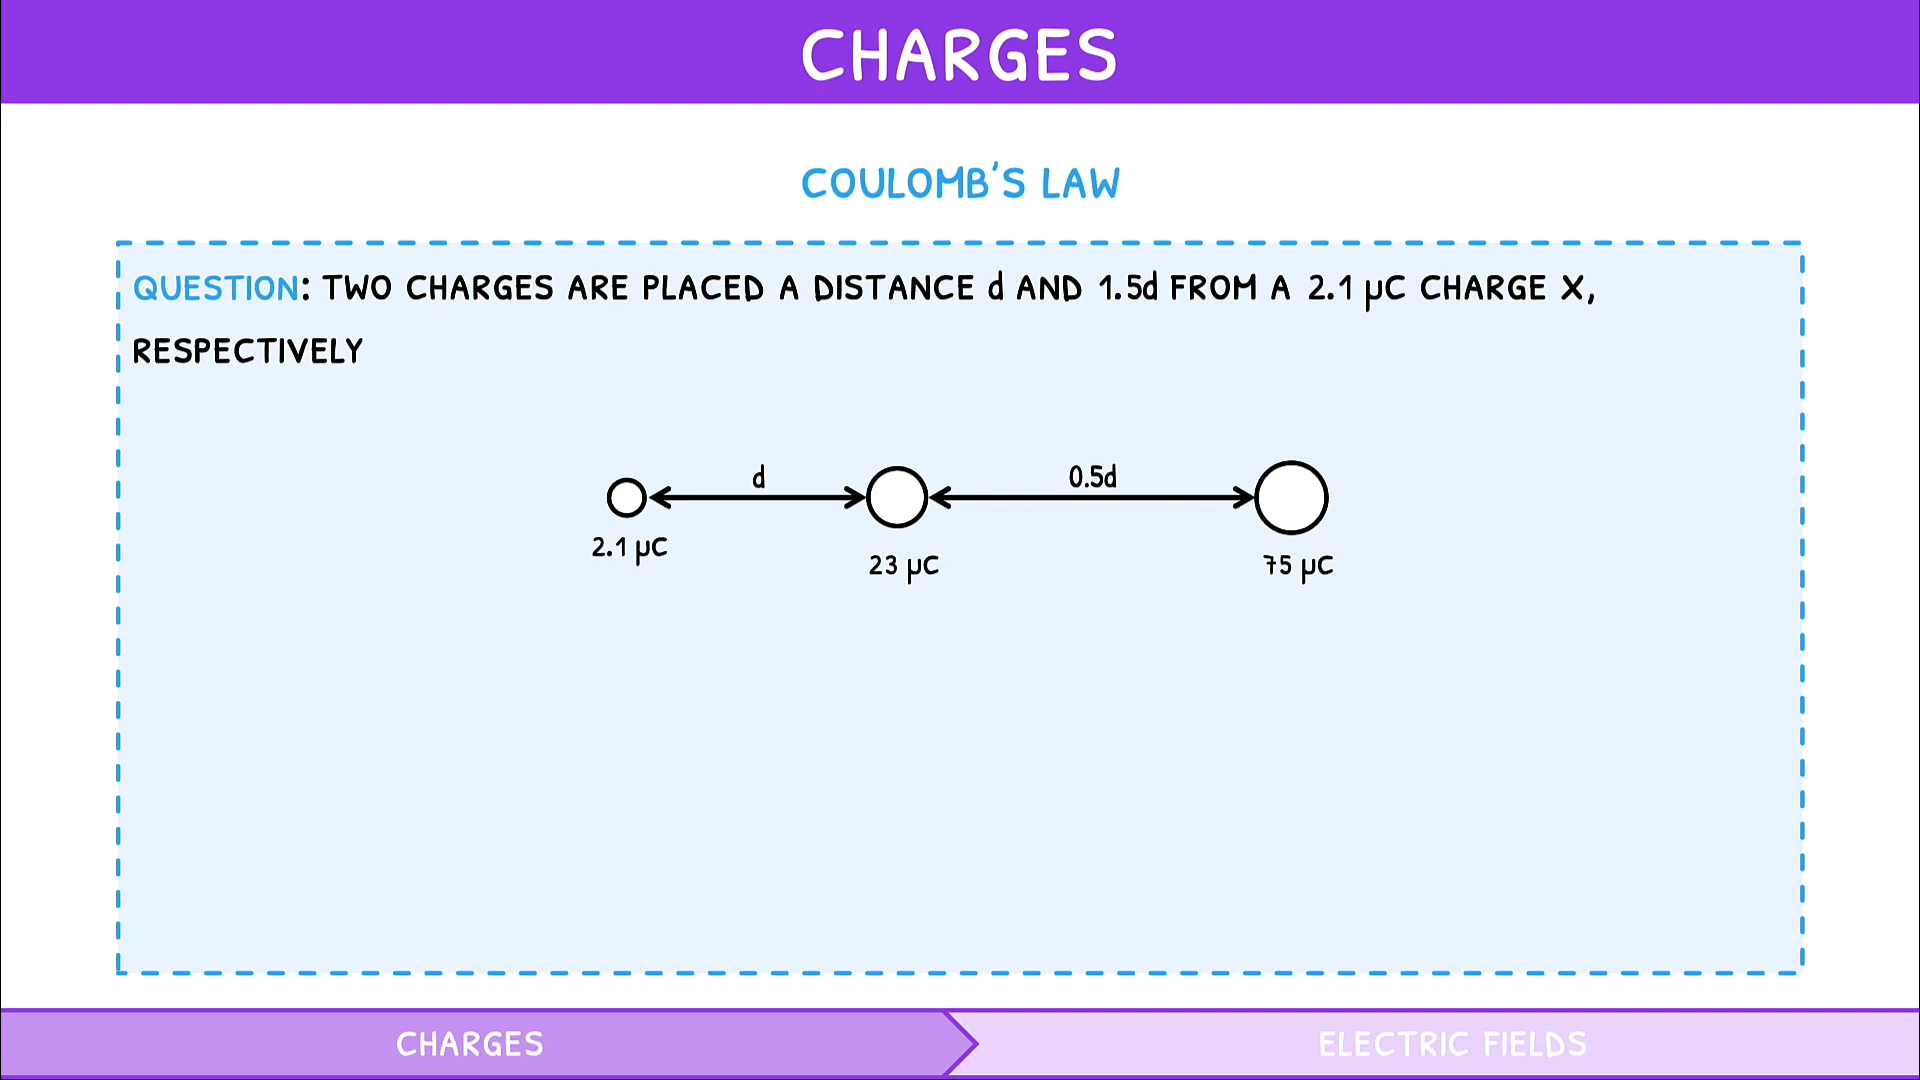 CHARGES
COULOMB'S LAW
QUESTION: TWO CHARGES ARE PLACED A DISTANCE d AND 1.5d FROM A 2.1 µC CHARGE X,
RESPECTIVELY
d
0.5d
2.1 µC
23 µC
75 µC
CHARGES
ELECTRIC FIELDS